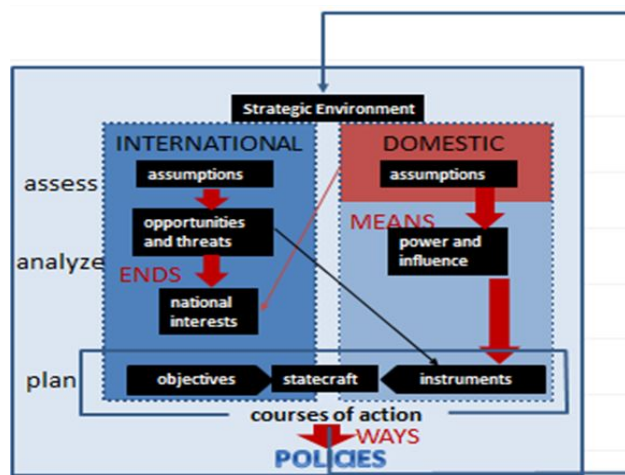 Strategic Environment
INTERNATIONAL
DOMESTIC
assess
assumptions
assumptions
opportunities
and threats
MEANS
power and
influence
analyze
ENDS
national
interests
plan
objectives
statecraft
instruments
courses of action
WAYS
POLICIES